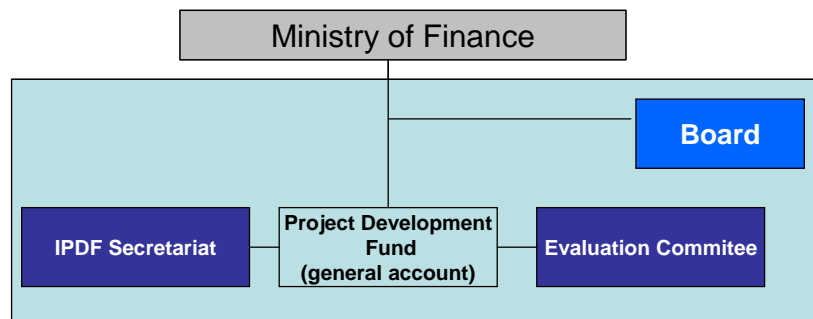 Ministry of Finance
Board
IPDF Secretariat
Project Development
Fund
(general account)
Evaluation Commitee